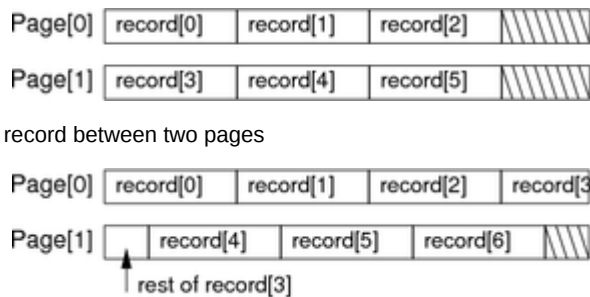 Page[0] record[0] record[1] record[2]
Page[1] record[3] record[4] record[5]
record between two pages
Page[0] record[0] record[1] record[2] record[3
Page[1] record[4] record[5] record[6]
rest of record[3]